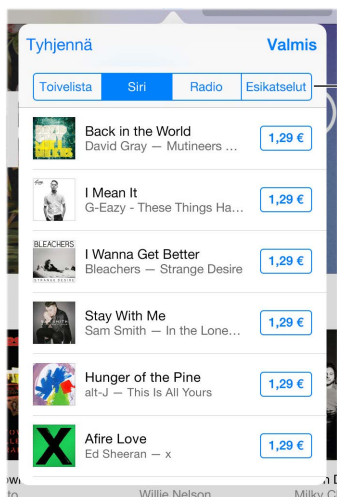 Tyhjennä
Valmis
Toivelista
Siri
Radio
Esikatselut
Back in the World
David Gray — Mutineers ...
1,29 €
I Mean It
G-Eazy - These Things Ha...
1,29 €
BLEACHERS
STRANGE DESIRE
I Wanna Get Better
Bleachers — Strange Desire
1,29 €
Stay With Me
Sam Smith — In the Lone...
1,29 €
Hunger of the Pine
alt-J — This Is All Yours
1,29 €
X
Afire Love
Ed Sheeran — x
1,29 €
Willie Nelson
Milky C